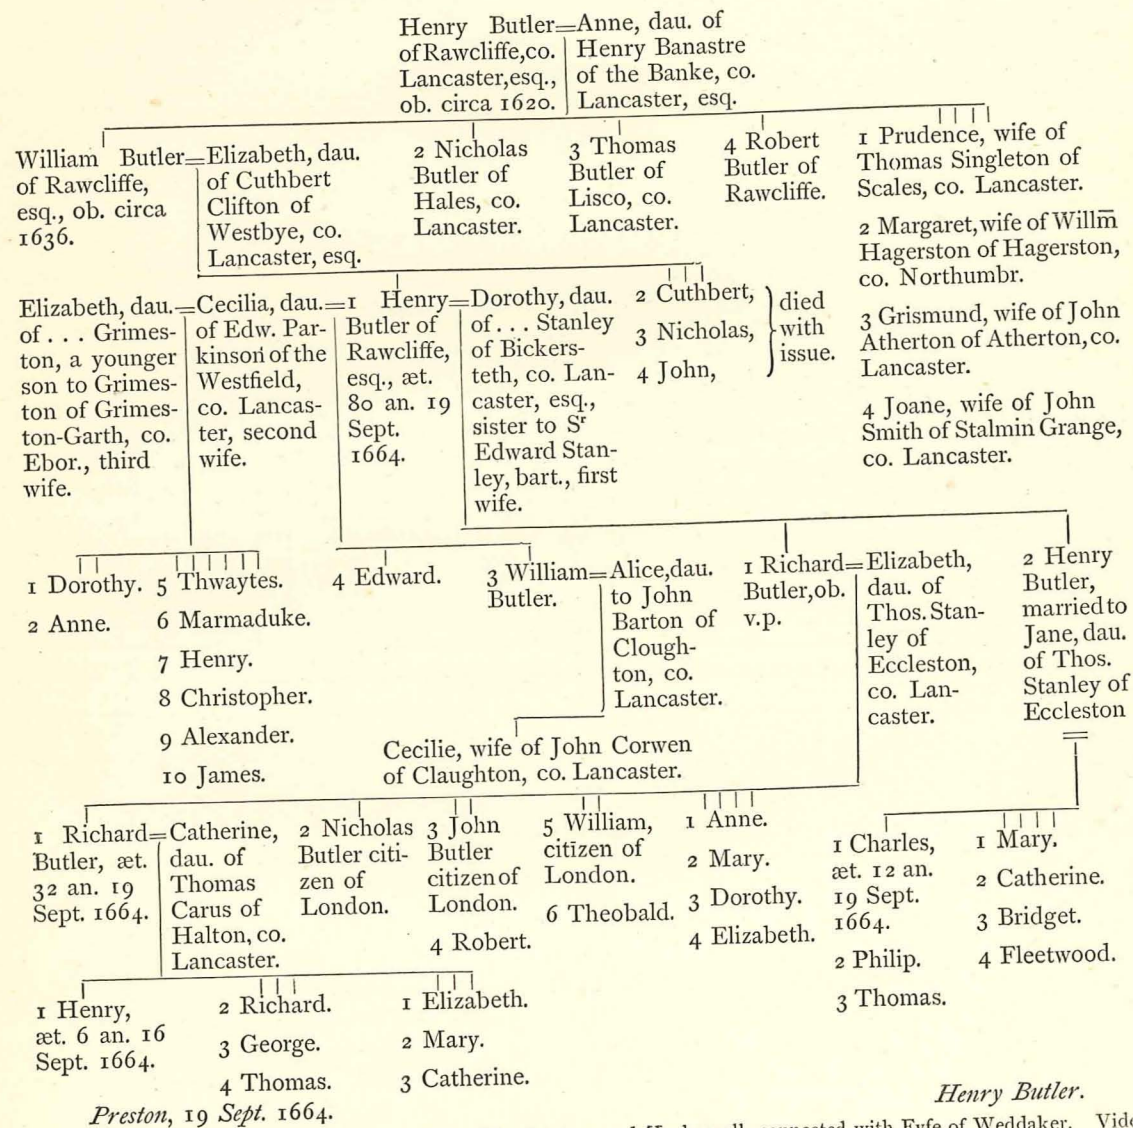 Henry Butler=Anne, dau. of
of Rawcliffe, co. Henry Banastre
Lancaster, esq., of the Banke, co.
ob. circa 1620. Lancaster, esq.
William Butler=Elizabeth, dau.
of Rawcliffe, of Cuthbert
esq., ob. circa Clifton of
1636. Westbye, co.
Lancaster, esq.
2 Nicholas
Butler of
Hales, co.
Lancaster.
3 Thomas
Butler of
Lisco, co.
Lancaster.
4 Robert
Butler of
Rawcliffe.
1 Prudence, wife of
Thomas Singleton of
Scales, co. Lancaster.
2 Margaret, wife of Willm̄
Hagerston of Hagerston,
co. Northumbr.
3 Grismund, wife of John
Atherton of Atherton, co.
Lancaster.
4 Joane, wife of John
Smith of Stalmin Grange,
co. Lancaster.
Elizabeth, dau.=
of . . . Grimes-
ton, a younger
son to Grimes-
ton of Grimes-
ton-Garth, co.
Ebor., third
wife.
Cecilia, dau.=
of Edw. Par-
kinson of the
Westfield,
co. Lancas-
ter, second
wife.
1 Henry=
Butler of
Rawcliffe,
esq., æt.
80 an. 19
Sept.
1664.
Dorothy, dau.
of . . . Stanley
of Bickers-
teth, co. Lan-
caster, esq.,
sister to Sʳ
Edward Stan-
ley, bart., first
wife.
2 Cuthbert,
3 Nicholas,
4 John,
died
with
issue.
1 Dorothy.
2 Anne.
5 Thwaytes.
6 Marmaduke.
7 Henry.
8 Christopher.
9 Alexander.
10 James.
4 Edward.
3 William=
Butler.
Alice, dau.
to John
Barton of
Clough-
ton, co.
Lancaster.
1 Richard=
Butler, ob.
v.p.
Elizabeth,
dau. of
Thos. Stan-
ley of
Eccleston,
co. Lan-
caster.
2 Henry
Butler,
married to
Jane, dau.
of Thos.
Stanley of
Eccleston
=
Cecilie, wife of John Corwen
of Claughton, co. Lancaster.
1 Richard=
Butler, æt.
32 an. 19
Sept. 1664.
Catherine,
dau. of
Thomas
Carus of
Halton, co.
Lancaster.
2 Nicholas
Butler citi-
zen of
London.
3 John
Butler
citizen of
London.
4 Robert.
5 William,
citizen of
London.
6 Theobald.
1 Anne.
2 Mary.
3 Dorothy.
4 Elizabeth.
1 Charles,
æt. 12 an.
19 Sept.
1664.
2 Philip.
3 Thomas.
1 Mary.
2 Catherine.
3 Bridget.
4 Fleetwood.
1 Henry,
æt. 6 an. 16
Sept. 1664.
2 Richard.
3 George.
4 Thomas.
1 Elizabeth.
2 Mary.
3 Catherine.
Preston, 19 Sept. 1664.
Henry Butler.
connected with Fyfe of Weddaker.